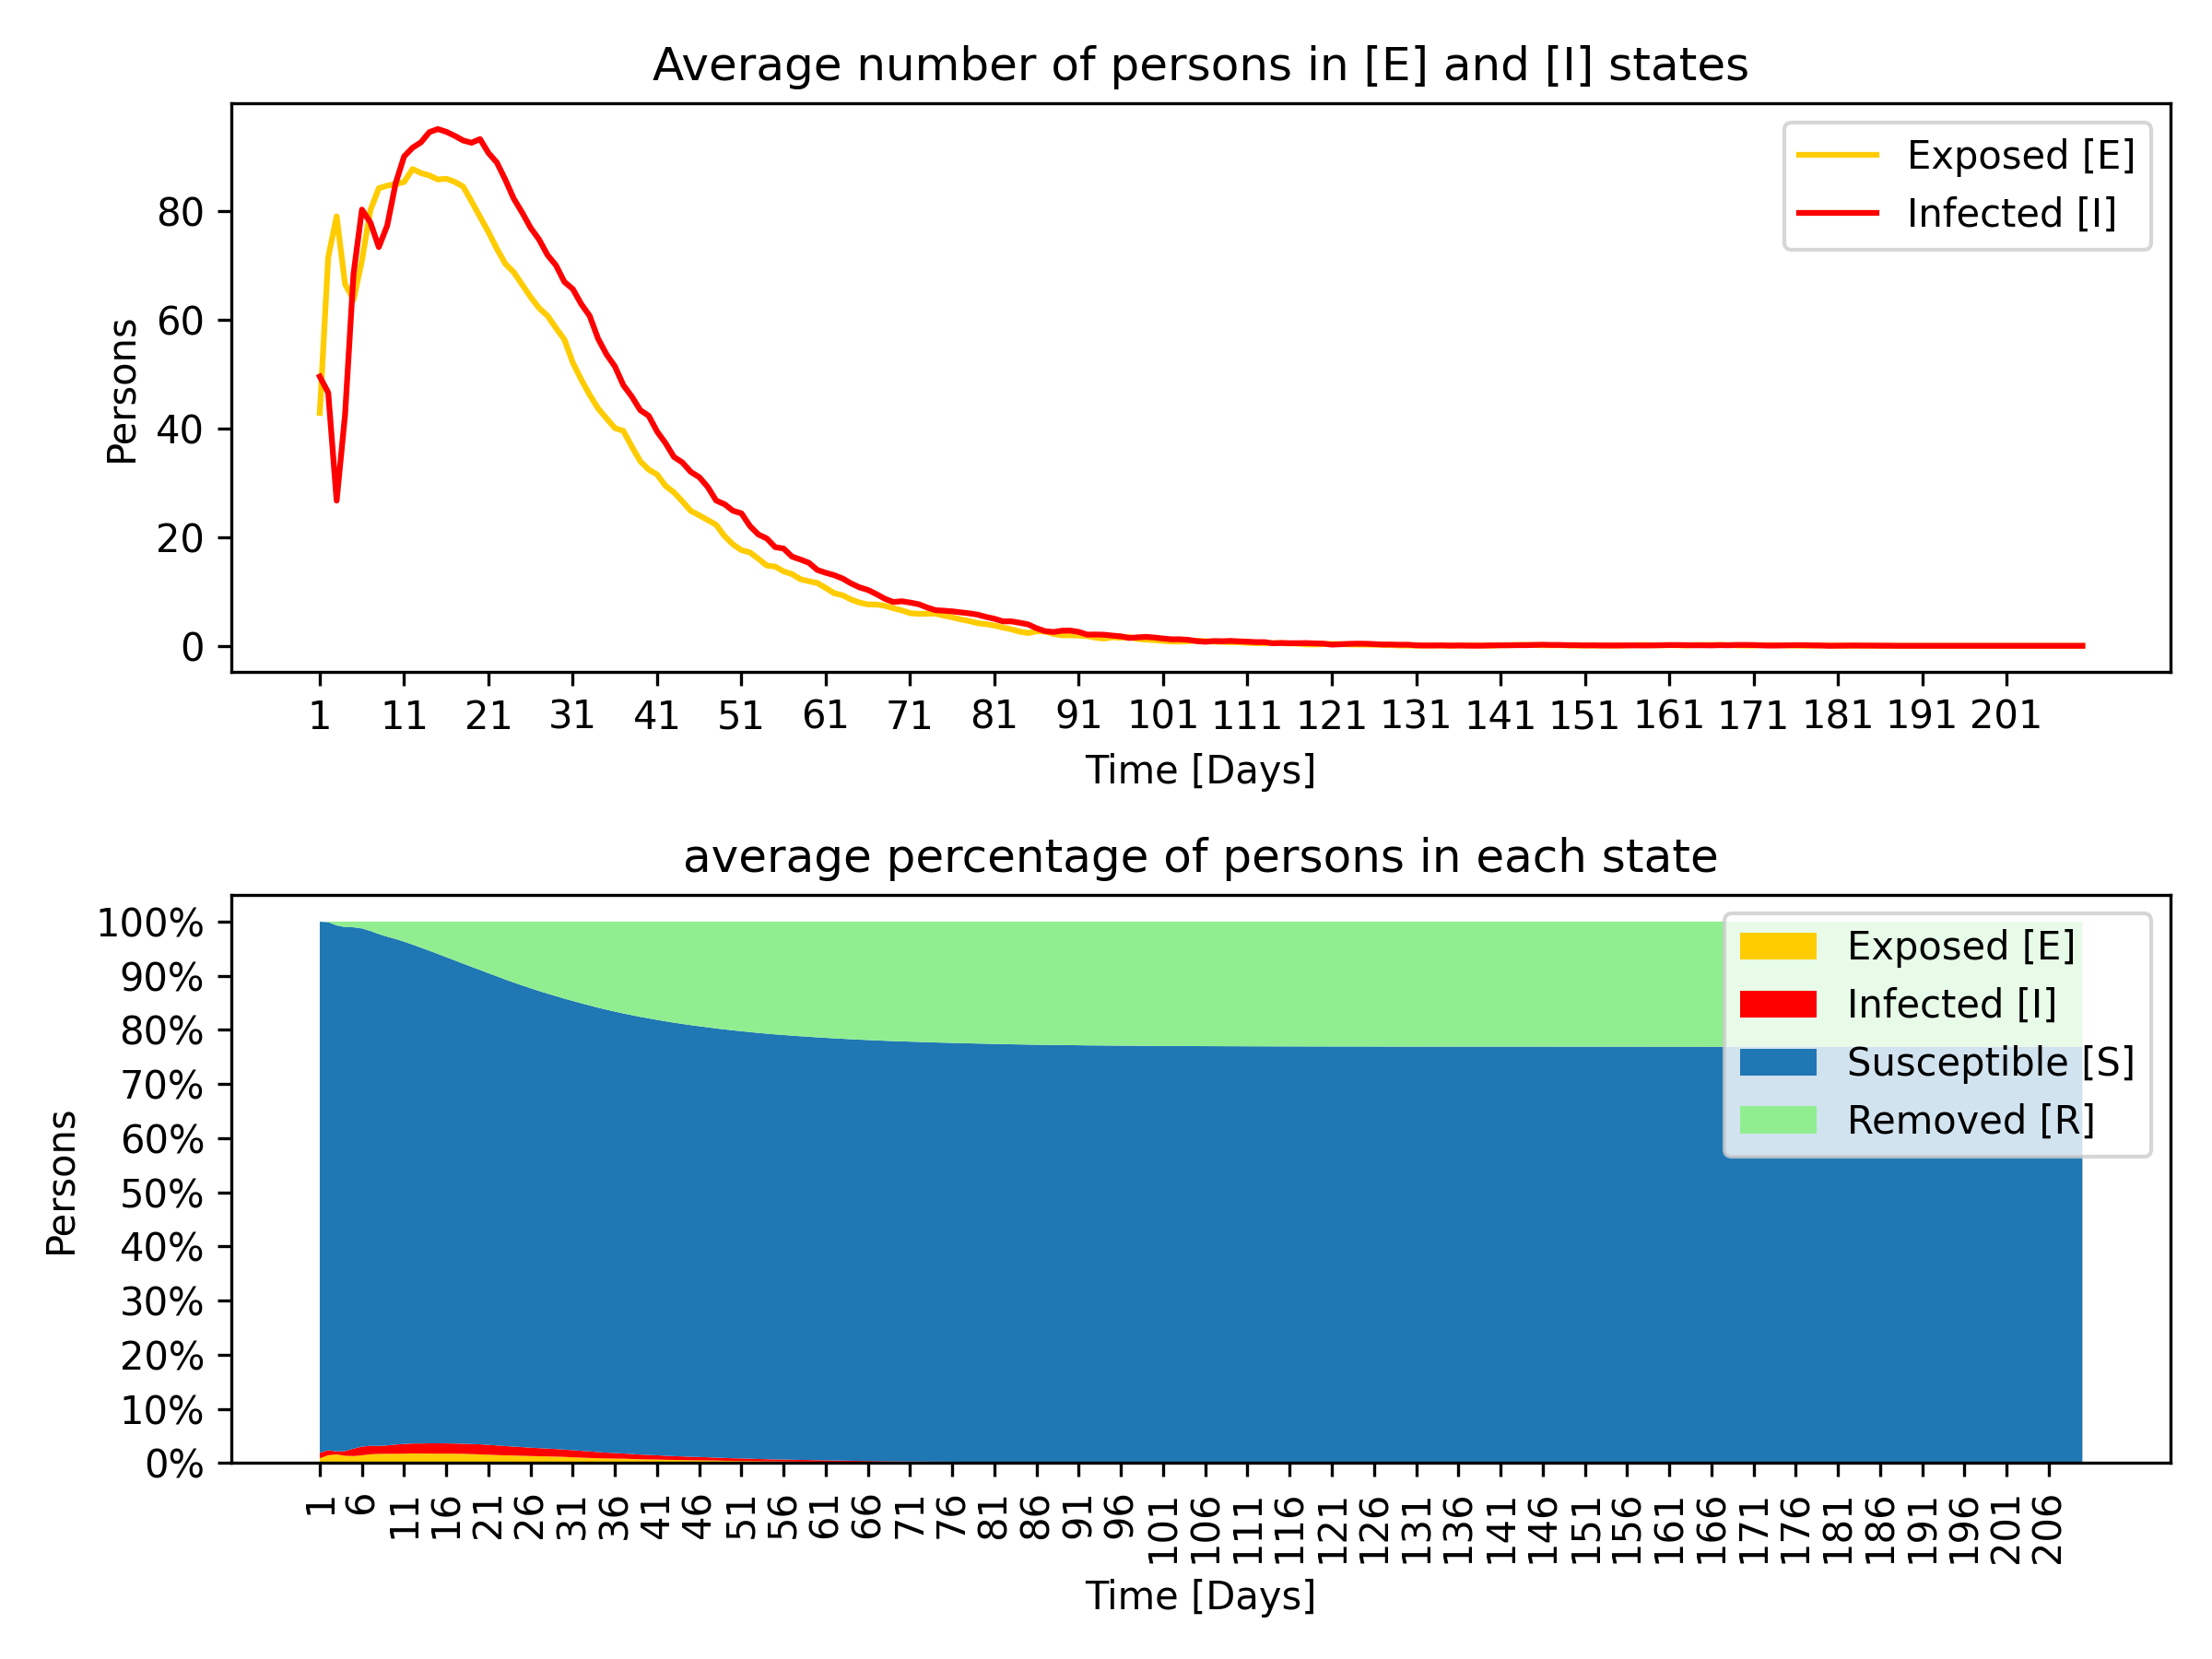 Average number of persons in [E] and [I] states
Exposed [E]
Infected [I]
80
60
40
20
0
Persons
1 11 21 31 41 51 61 71 81 91 101 111 121 131 141 151 161 171 181 191 201
Time [Days]
average percentage of persons in each state
100%
90%
80%
70%
60%
50%
40%
30%
20%
10%
0%
Persons
Exposed [E]
Infected [I]
Susceptible [S]
Removed [R]
1 6 11 16 21 26 31 36 41 46 51 56 61 66 71 76 81 86 91 96 101 106 111 116 121 126 131 136 141 146 151 156 161 166 171 176 181 186 191 196 201 206
Time [Days]